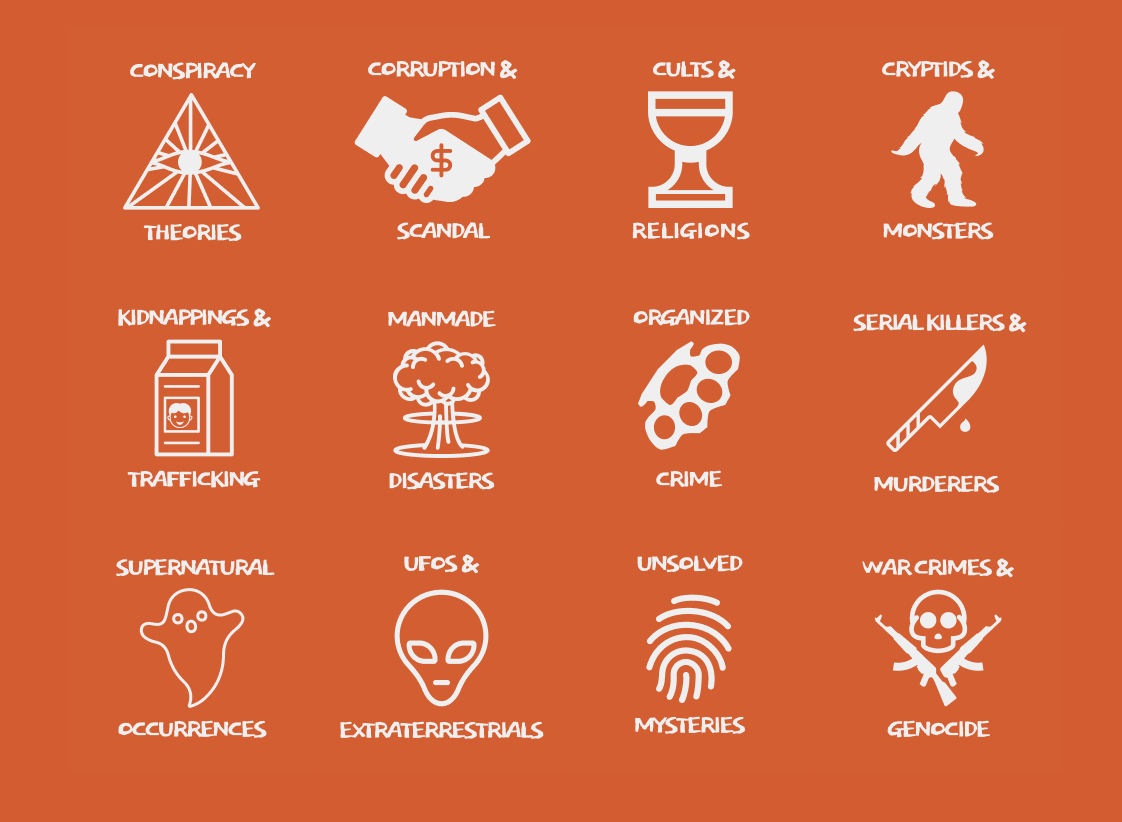 CONSPIRACY
THEORIES
CORRUPTION &
$
SCANDAL
CULTS &
RELIGIONS
CRYPTIDS &
MONSTERS
KIDNAPPINGS &
TRAFFICKING
MANMADE
DISASTERS
ORGANIZED
CRIME
SERIAL KILLERS &
MURDERERS
SUPERNATURAL
OCCURRENCES
UFOS &
EXTRATERRESTRIALS
UNSOLVED
MYSTERIES
WAR CRIMES &
GENOCIDE